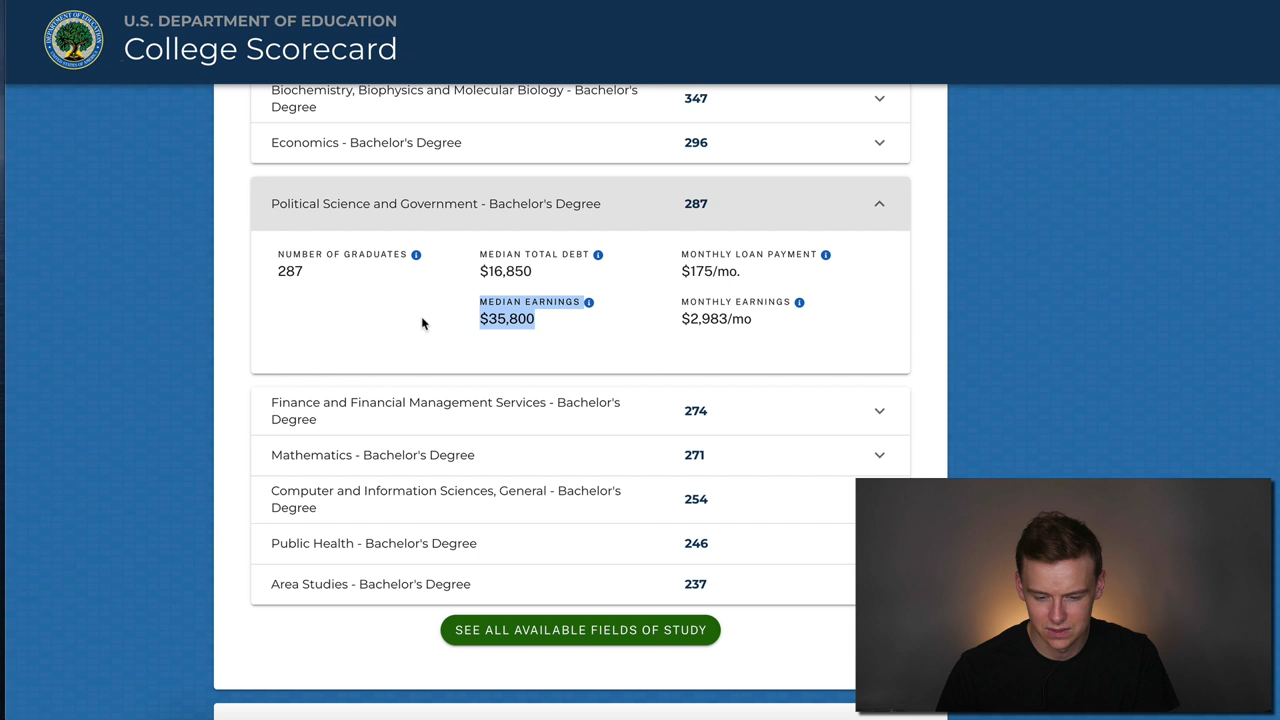 U.S. DEPARTMENT OF EDUCATION
College Scorecard
Biochemistry, Biophysics and Molecular Biology - Bachelor's
Degree
347
Economics - Bachelor's Degree
296
Political Science and Government - Bachelor's Degree
287
NUMBER OF GRADUATES
287
MEDIAN TOTAL DEBT
$16,850
MONTHLY LOAN PAYMENT
$175/mo.
MEDIAN EARNINGS
$35,800
MONTHLY EARNINGS
$2,983/mo
Finance and Financial Management Services - Bachelor's
Degree
274
Mathematics - Bachelor's Degree
271
Computer and Information Sciences, General - Bachelor's
Degree
254
Public Health - Bachelor's Degree
246
Area Studies - Bachelor's Degree
237
SEE ALL AVAILABLE FIELDS OF STUDY